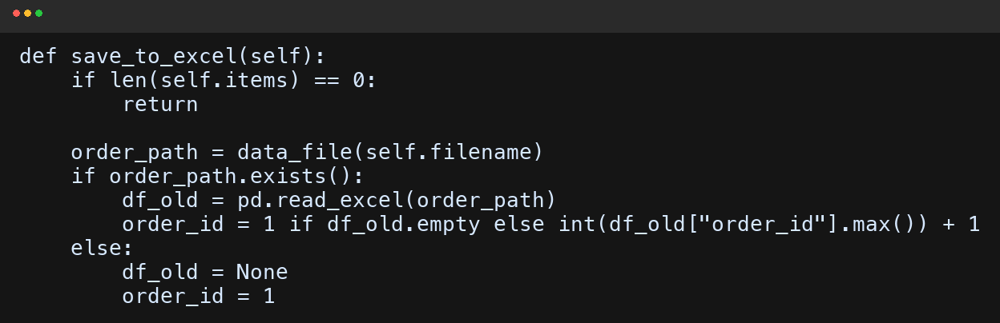 def save_to_excel(self):
    if len(self.items) == 0:
        return

    order_path = data_file(self.filename)
    if order_path.exists():
        df_old = pd.read_excel(order_path)
        order_id = 1 if df_old.empty else int(df_old["order_id"].max()) + 1
    else:
        df_old = None
        order_id = 1